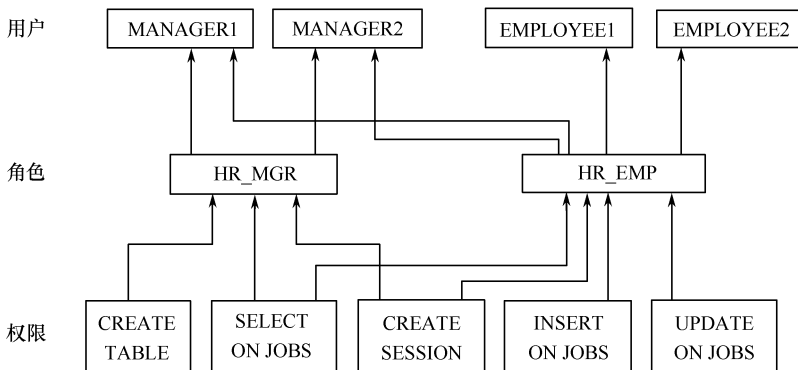 用户
MANAGER1
MANAGER2
EMPLOYEE1
EMPLOYEE2
角色
HR_MGR
HR_EMP
权限
CREATE
TABLE
SELECT
ON JOBS
CREATE
SESSION
INSERT
ON JOBS
UPDATE
ON JOBS